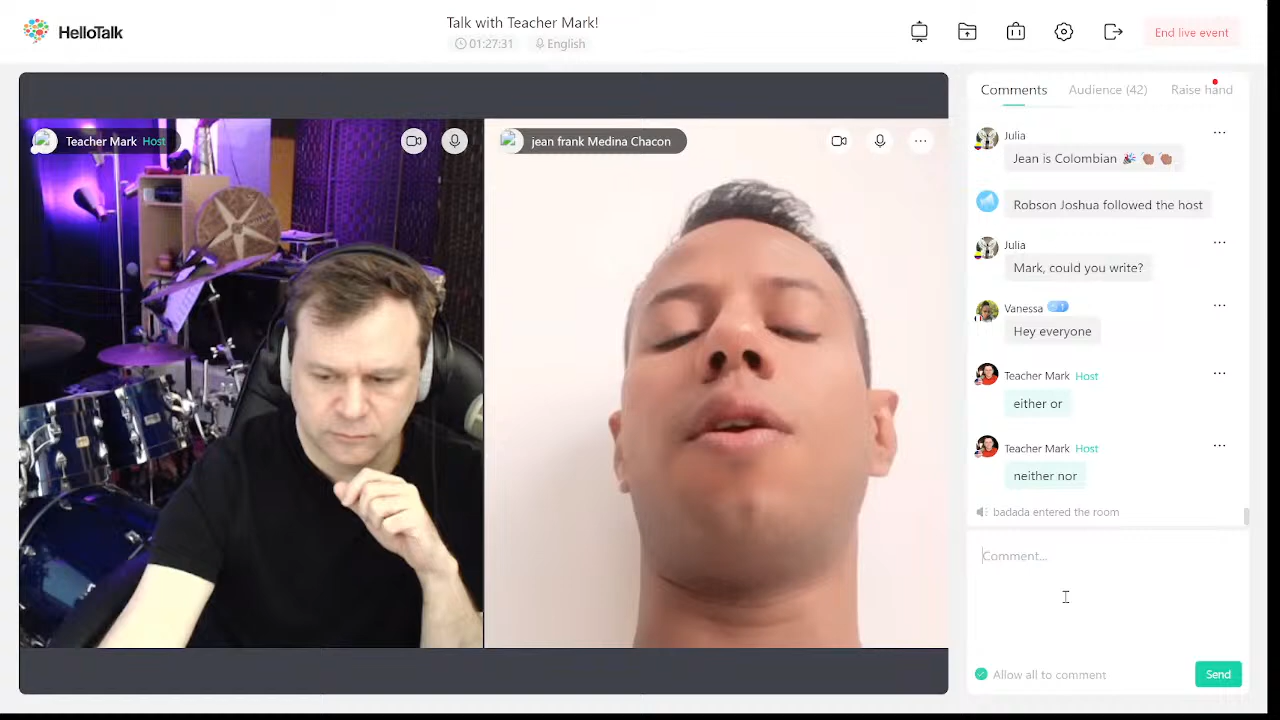 HelloTalk
Talk with Teacher Mark!
01:27:31 English
End live event
Teacher Mark Host
jean frank Medina Chacon
Comments Audience (42) Raise hand
Julia
Jean is Colombian
Robson Joshua followed the host
Julia
Mark, could you write?
Vanessa
Hey everyone
Teacher Mark Host
either or
Teacher Mark Host
neither nor
badada entered the room
Comment...
Allow all to comment
Send